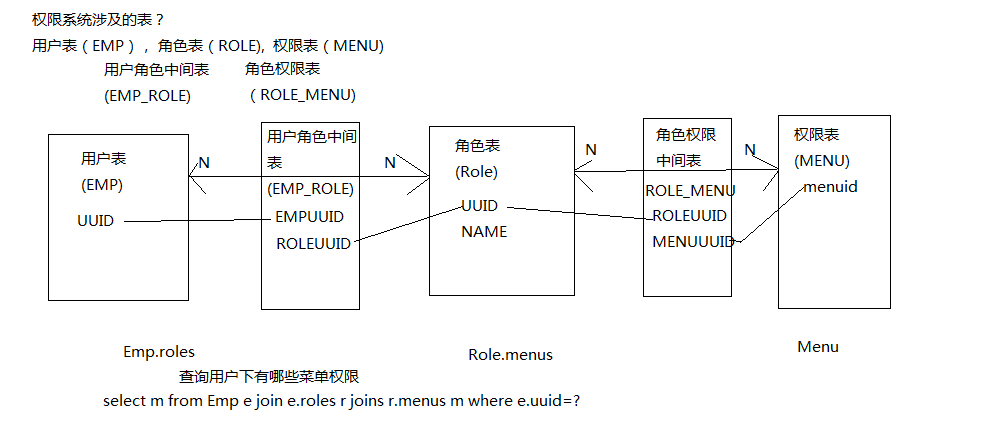 权限系统涉及的表？
用户表（EMP），角色表（ROLE), 权限表（MENU)
用户角色中间表 角色权限表
(EMP_ROLE) （ROLE_MENU)
用户表
(EMP)
UUID
N
用户角色中间
表
(EMP_ROLE)
EMPUUID
ROLEUUID
N
角色表
(Role)
UUID
NAME
N
角色权限
中间表
ROLE_MENU
ROLEUUID
MENUUUID
N
权限表
(MENU)
menuid
Emp.roles
Role.menus
Menu
查询用户下有哪些菜单权限
select m from Emp e join e.roles r joins r.menus m where e.uuid=?